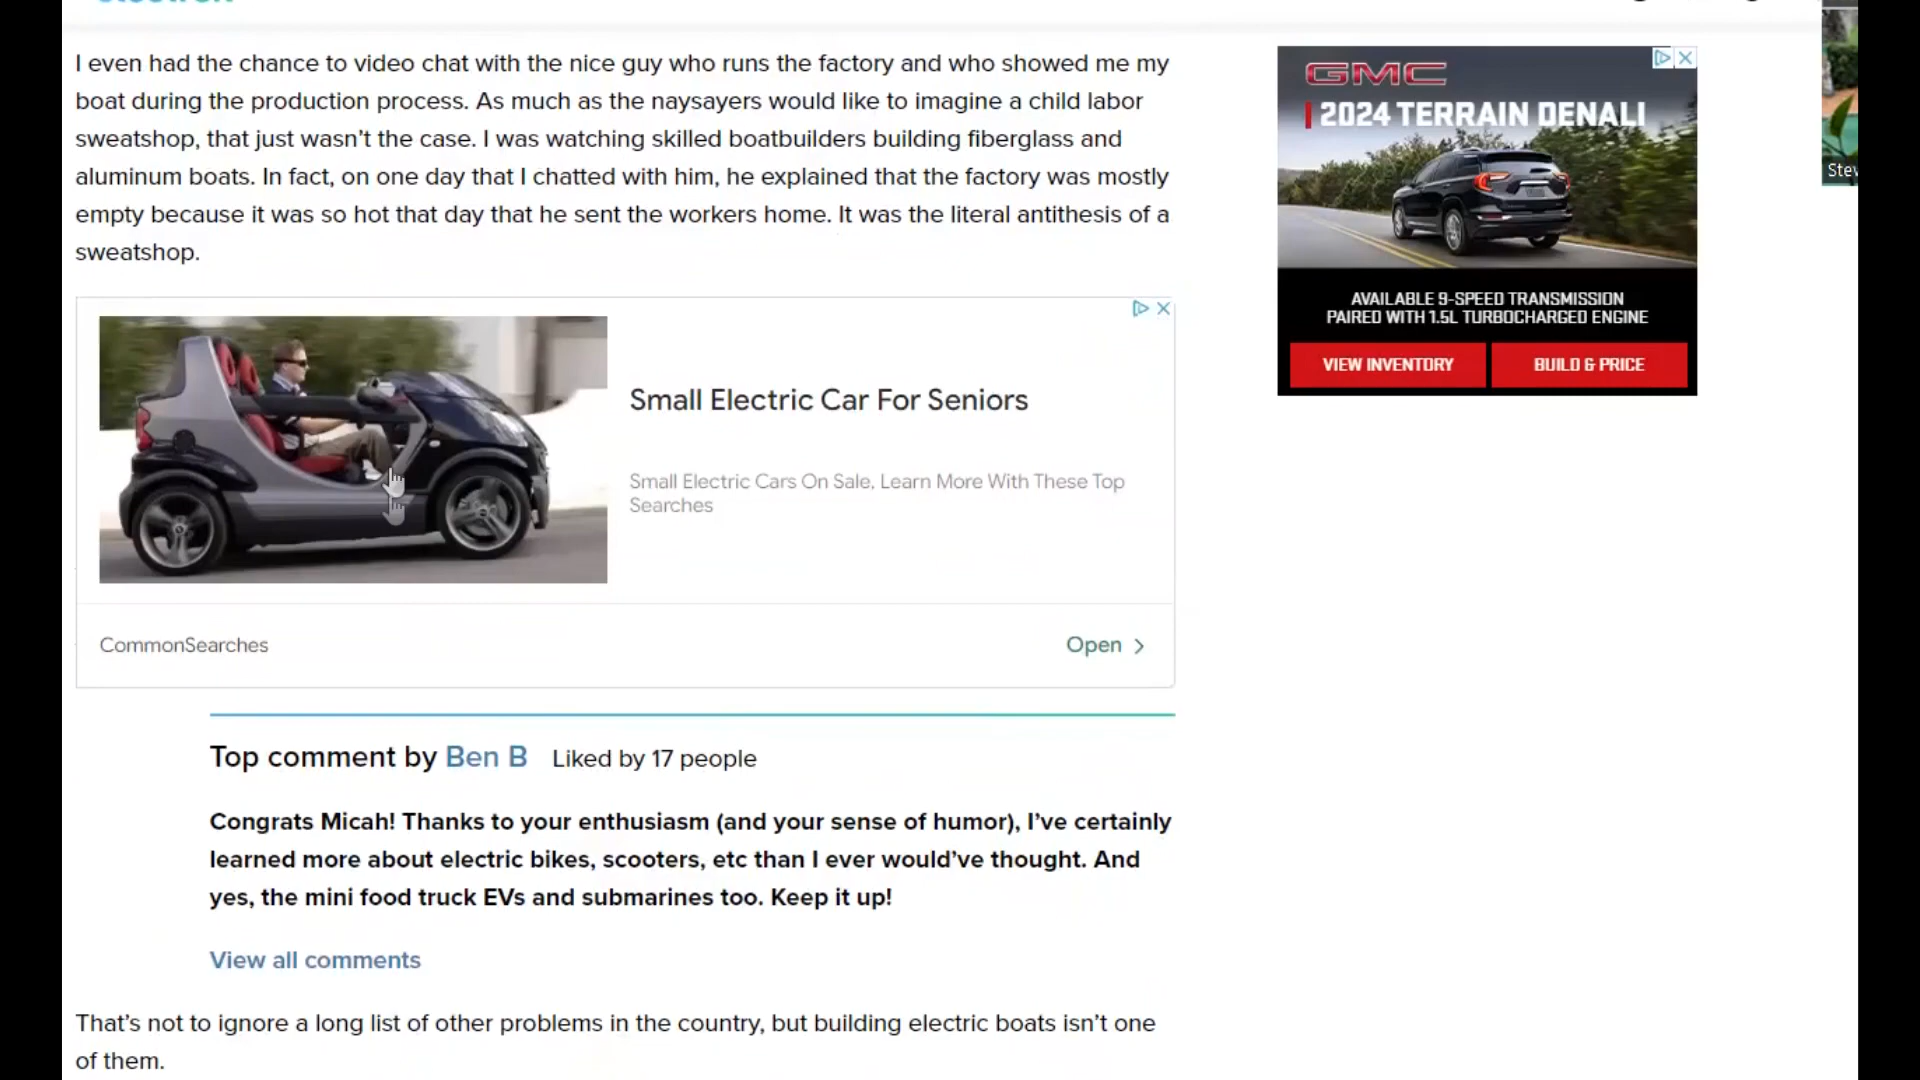 I even had the chance to video chat with the nice guy who runs the factory and who showed me my
boat during the production process. As much as the naysayers would like to imagine a child labor
sweatshop, that just wasn’t the case. I was watching skilled boatbuilders building fiberglass and
aluminum boats. In fact, on one day that I chatted with him, he explained that the factory was mostly
empty because it was so hot that day that he sent the workers home. It was the literal antithesis of a
sweatshop.
GMC
2024 TERRAIN DENALI
AVAILABLE 9-SPEED TRANSMISSION
PAIRED WITH 1.5L TURBOCHARGED ENGINE
VIEW INVENTORY
BUILD & PRICE
Stev
Small Electric Car For Seniors
Small Electric Cars On Sale, Learn More With These Top
Searches
CommonSearches
Open
Top comment by Ben B Liked by 17 people
Congrats Micah! Thanks to your enthusiasm (and your sense of humor), I’ve certainly
learned more about electric bikes, scooters, etc than I ever would’ve thought. And
yes, the mini food truck EVs and submarines too. Keep it up!
View all comments
That’s not to ignore a long list of other problems in the country, but building electric boats isn’t one
of them.